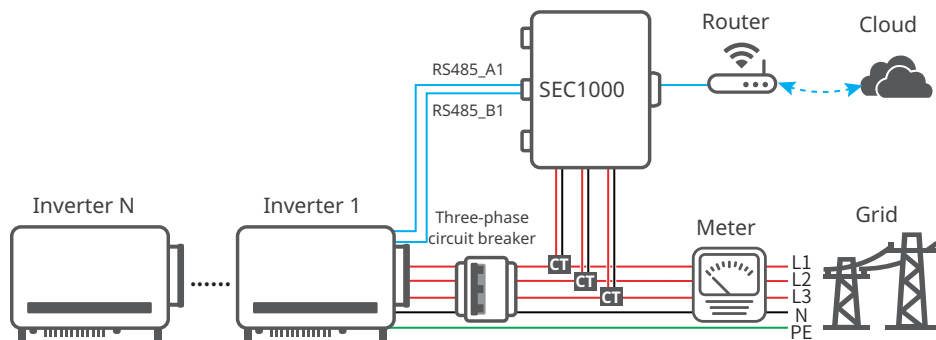 Router
Cloud
RS485_A1
SEC1000
RS485_B1
Inverter N
Inverter 1
Three-phase
circuit breaker
Meter
Grid
CT
CT
CT
L1
L2
L3
N
PE